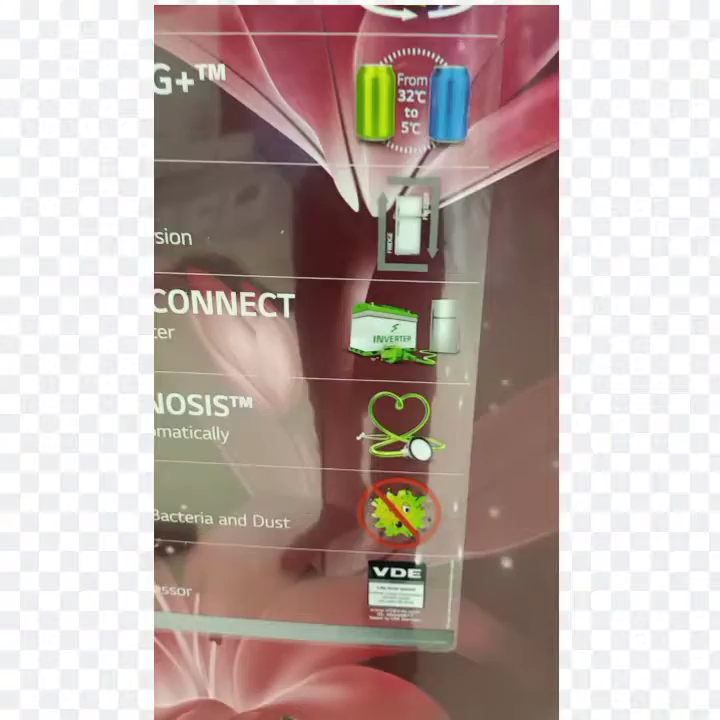 G+™
From
32℃
to
5℃
sion
FRIDGE
CONNECT
ter
INVERTER
NOSIS™
omatically
Bacteria and Dust
VDE
essor